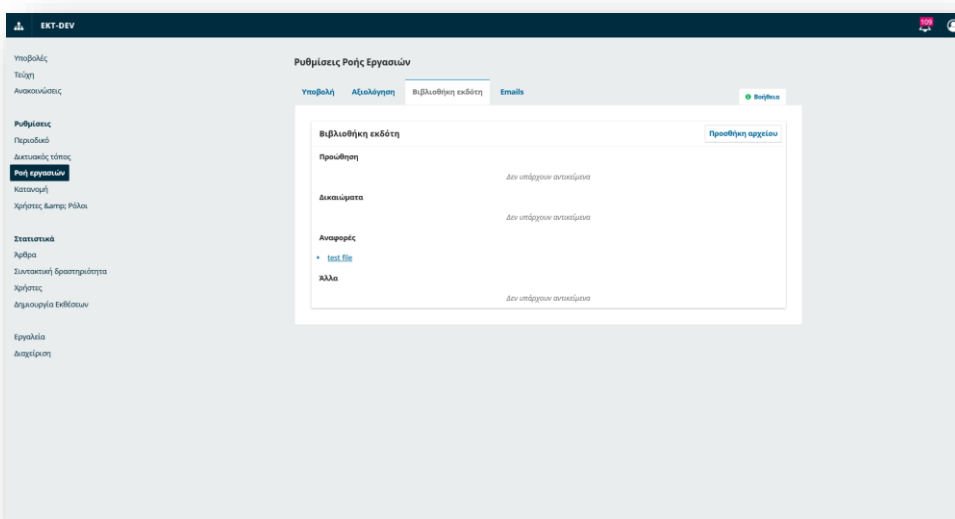 EKT-DEV
109
Υποβολές
Τεύχη
Ανακοινώσεις
Ρυθμίσεις
Περιοδικό
Δικτυακός τόπος
Ροή εργασιών
Κατανομή
Χρήστες &amp; Ρόλοι
Στατιστικά
Άρθρα
Συντακτική δραστηριότητα
Χρήστες
Δημιουργία Εκθέσεων
Εργαλεία
Διαχείριση
Ρυθμίσεις Ροής Εργασιών
Υποβολή Αξιολόγηση Βιβλιοθήκη εκδότη Emails
Βοήθεια
Βιβλιοθήκη εκδότη Προσθήκη αρχείου
Προώθηση
Δεν υπάρχουν αντικείμενα
Δικαιώματα
Δεν υπάρχουν αντικείμενα
Αναφορές
test file
Άλλα
Δεν υπάρχουν αντικείμενα